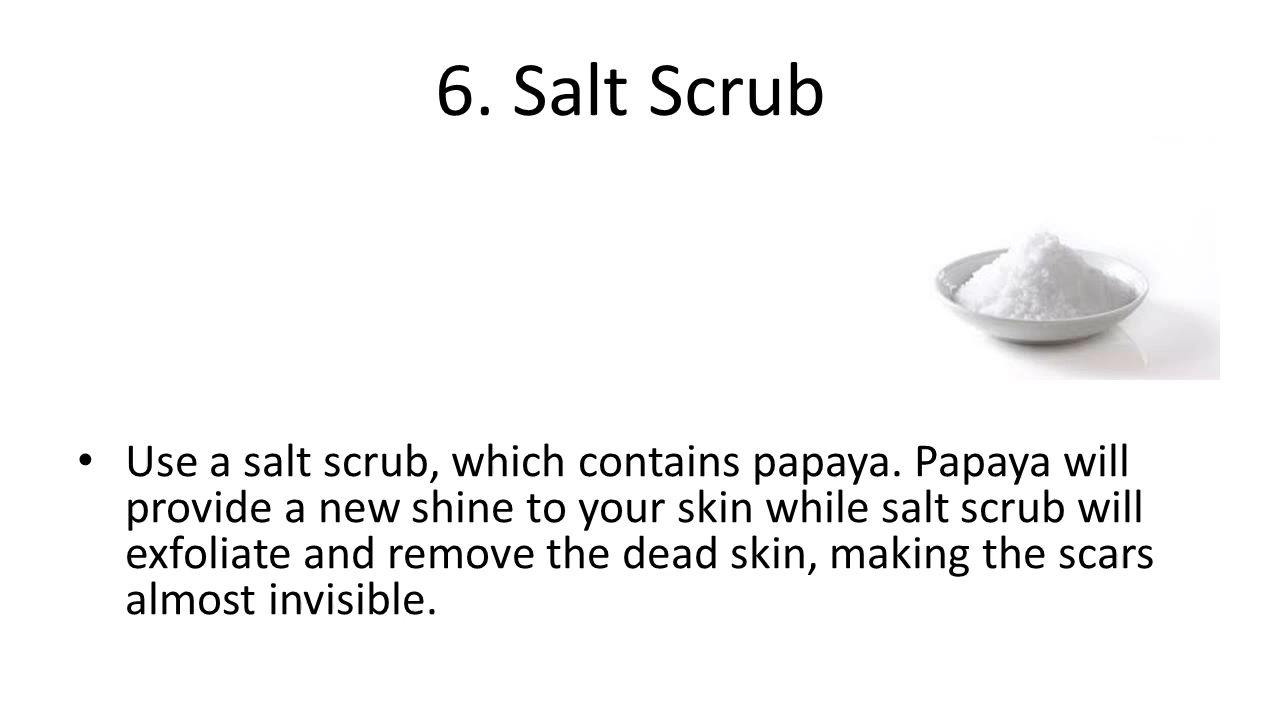 6. Salt Scrub
• Use a salt scrub, which contains papaya. Papaya will
provide a new shine to your skin while salt scrub will
exfoliate and remove the dead skin, making the scars
almost invisible.